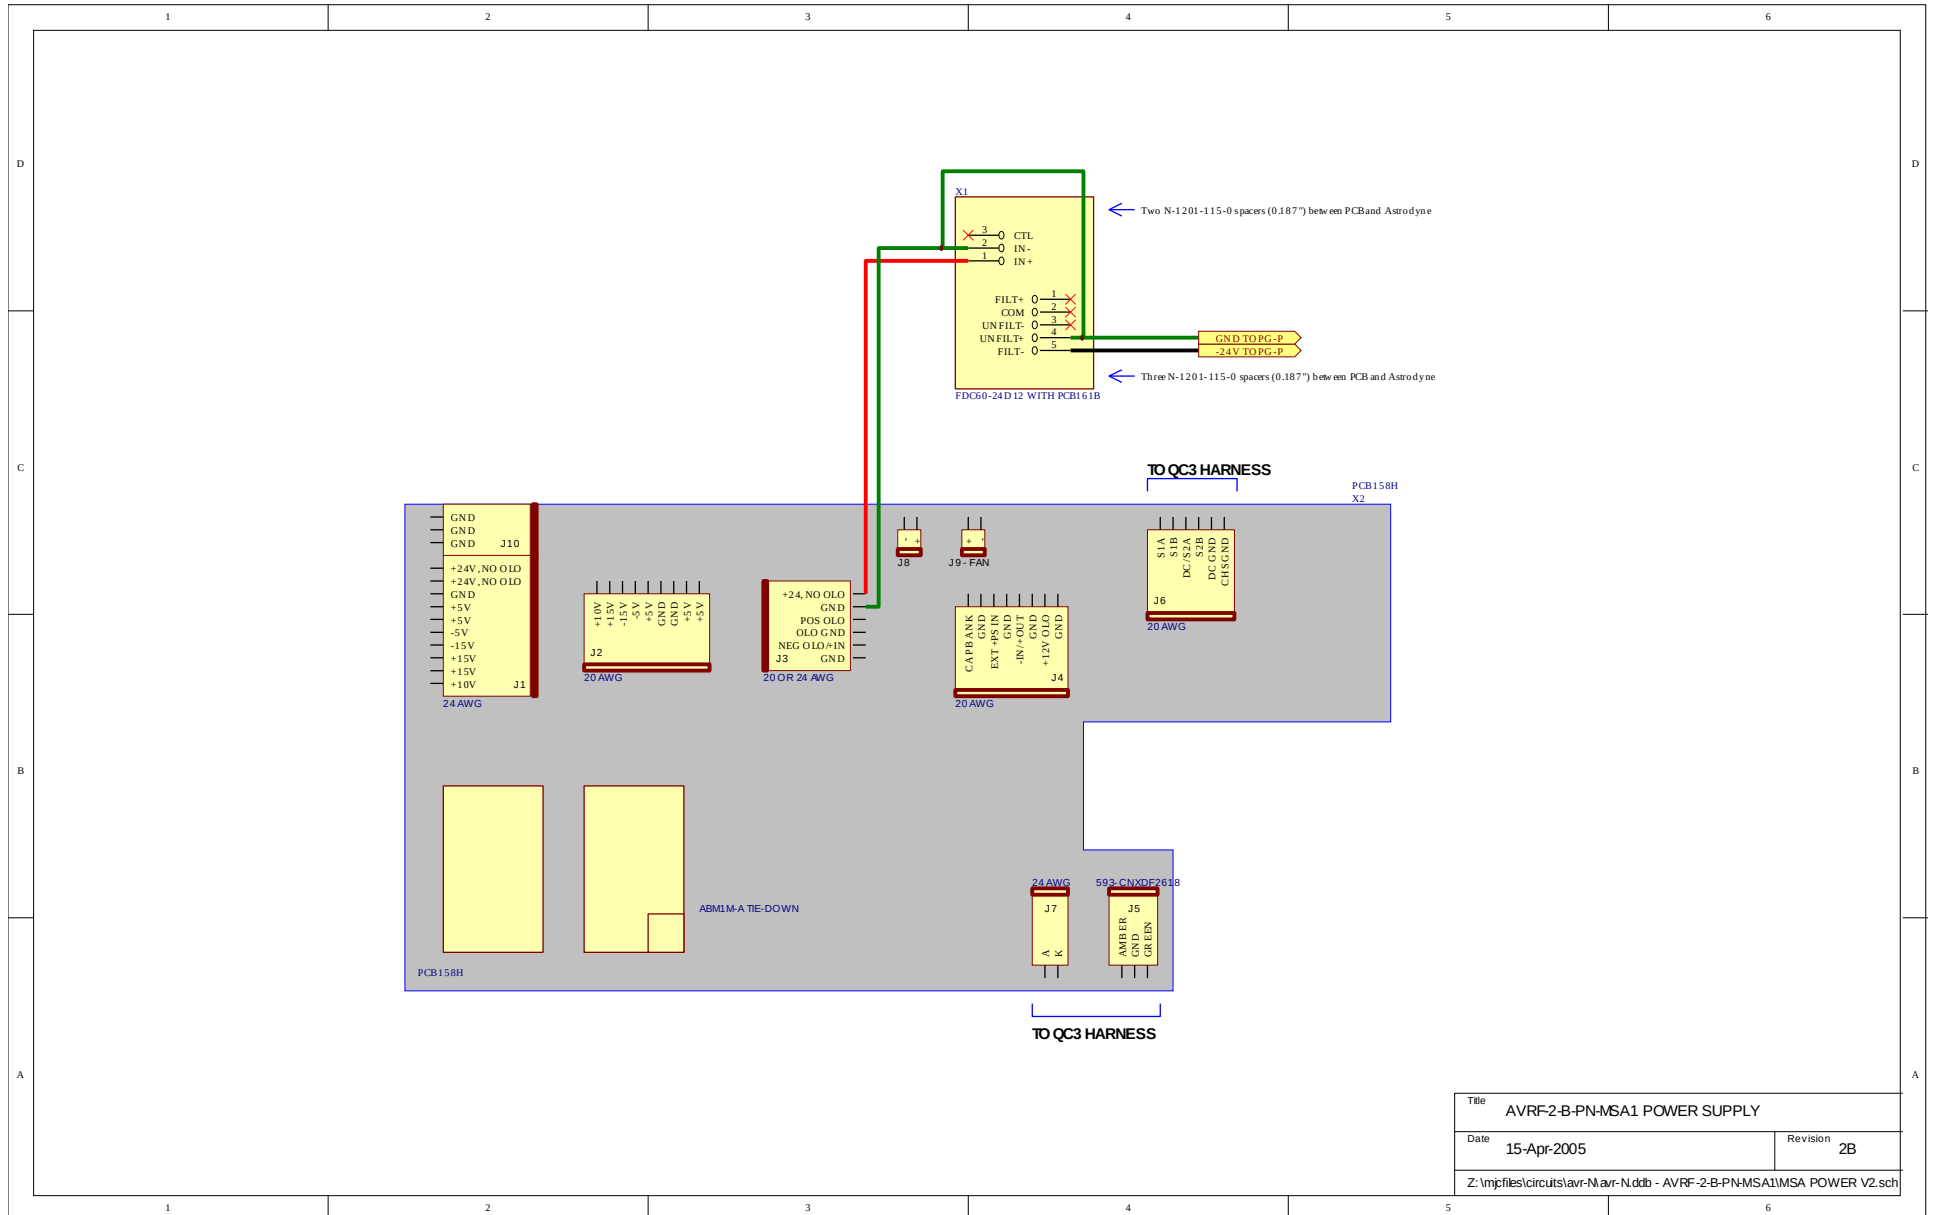 1 2 3 4 5 6
D D
X1
Two N-1201-115-0 spacers (0.187") between PCB and Astrodyne
3 CTL
2 IN-
1 IN+
FILT+ 1
COM 2
UNFILT- 3
UNFILT+ 4
FILT- 5
GND TO PG-P
-24V TO PG-P
Three N-1201-115-0 spacers (0.187") between PCB and Astrodyne
FDC60-24D12 WITH PCB161B
C C
TO QC3 HARNESS
PCB158H
X2
GND
GND
GND J10
+24V, NO OLO
+24V, NO OLO
GND
+5V
+5V
-5V
-15V
+15V
+15V
+10V J1
24 AWG
+10V
+15V
-15V
-5V
+5V
GND
GND
+5V
+5V
J2
20 AWG
+24, NO OLO
GND
POS OLO
OLO GND
NEG OLO/+IN
J3 GND
20 OR 24 AWG
- +
J8
+ -
J9 - FAN
CAPBANK
GND
EXT +PS IN
GND
-IN/+OUT
GND
+12V OLO
GND
J4
20 AWG
S1A
S1B
DC/S2A
S2B
DC GND
CHSGND
J6
20 AWG
B B
ABM1M-A TIE-DOWN
PCB158H
24 AWG
J7
A
K
593-CNXDF2618
J5
AMBER
GND
GREEN
TO QC3 HARNESS
A A
Title AVRF-2-B-PN-MSA1 POWER SUPPLY
Date 15-Apr-2005 Revision 2B
Z:\mjcfiles\circuits\avr-N\avr-N.ddb - AVRF-2-B-PN-MSA1\MSA POWER V2.sch
1 2 3 4 5 6